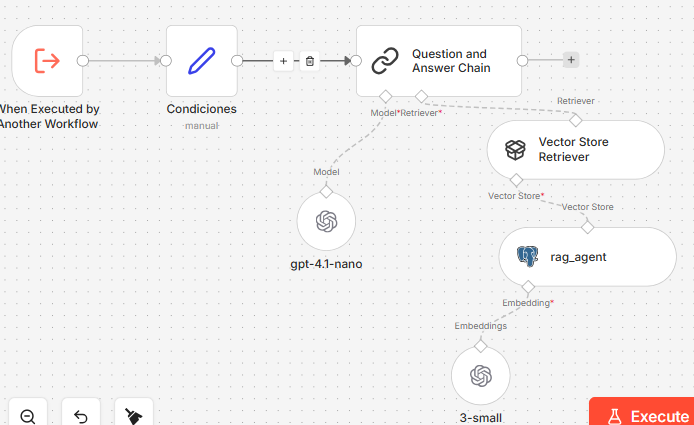 When Executed by
Another Workflow
Condiciones
manual
Question and
Answer Chain
Model*
Retriever*
Retriever
Model
gpt-4.1-nano
Vector Store
Retriever
Vector Store*
Vector Store
rag_agent
Embedding*
Embeddings
3-small
Execute